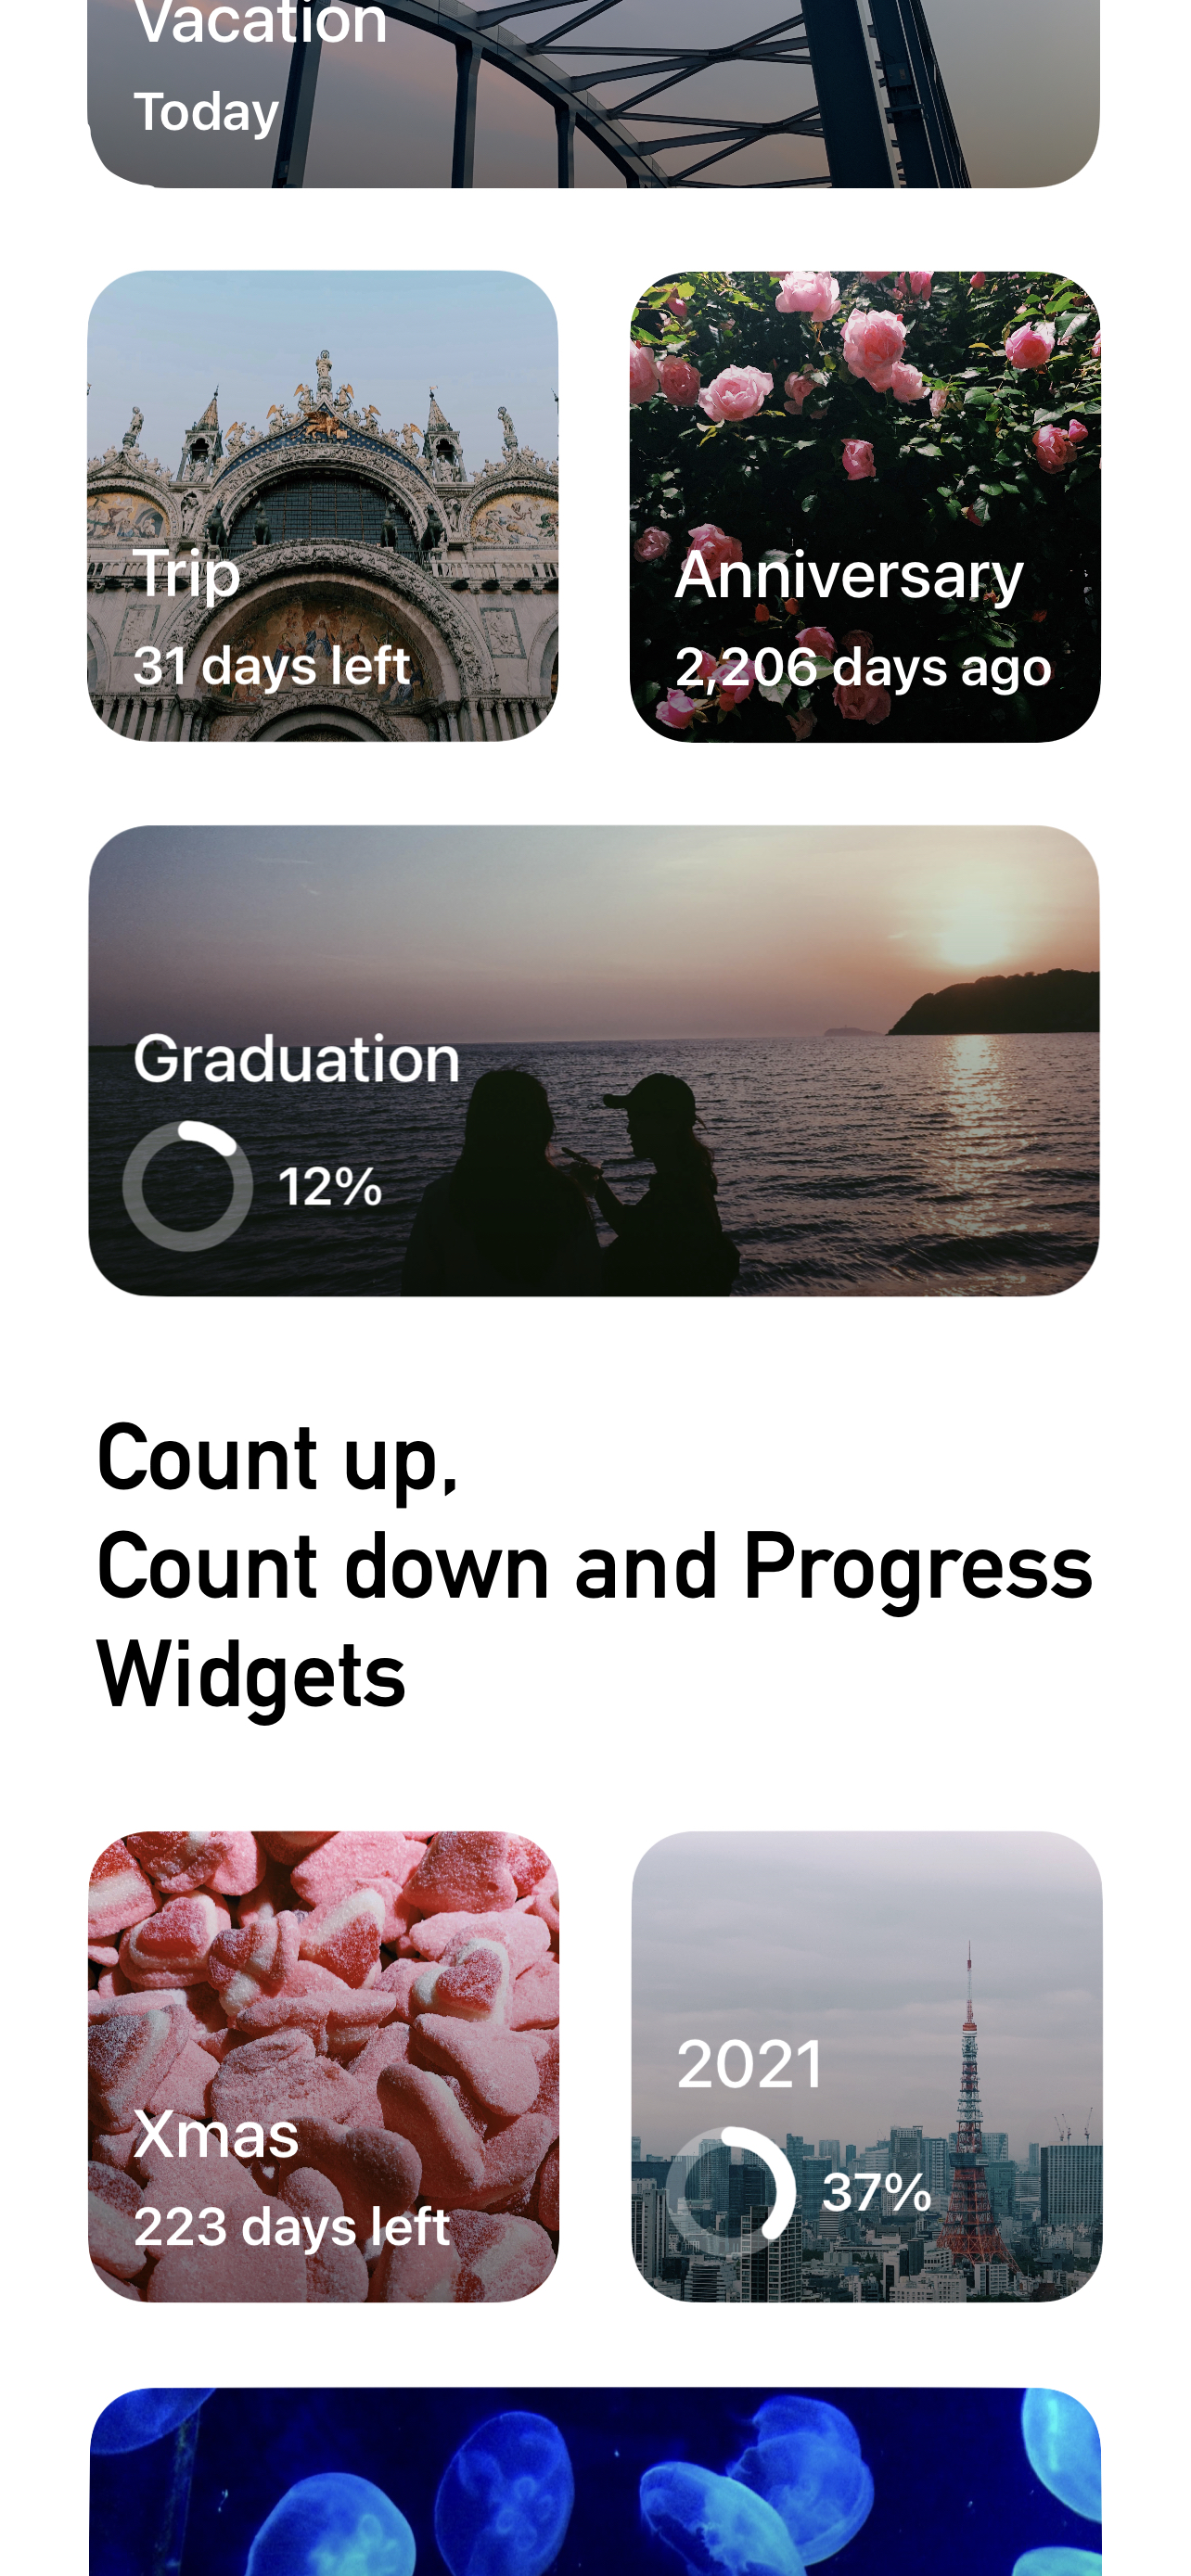 Vacation
Today
Trip
31 days left
Anniversary
2,206 days ago
Graduation
12%
Count up,
Count down and Progress
Widgets
Xmas
223 days left
2021
37%